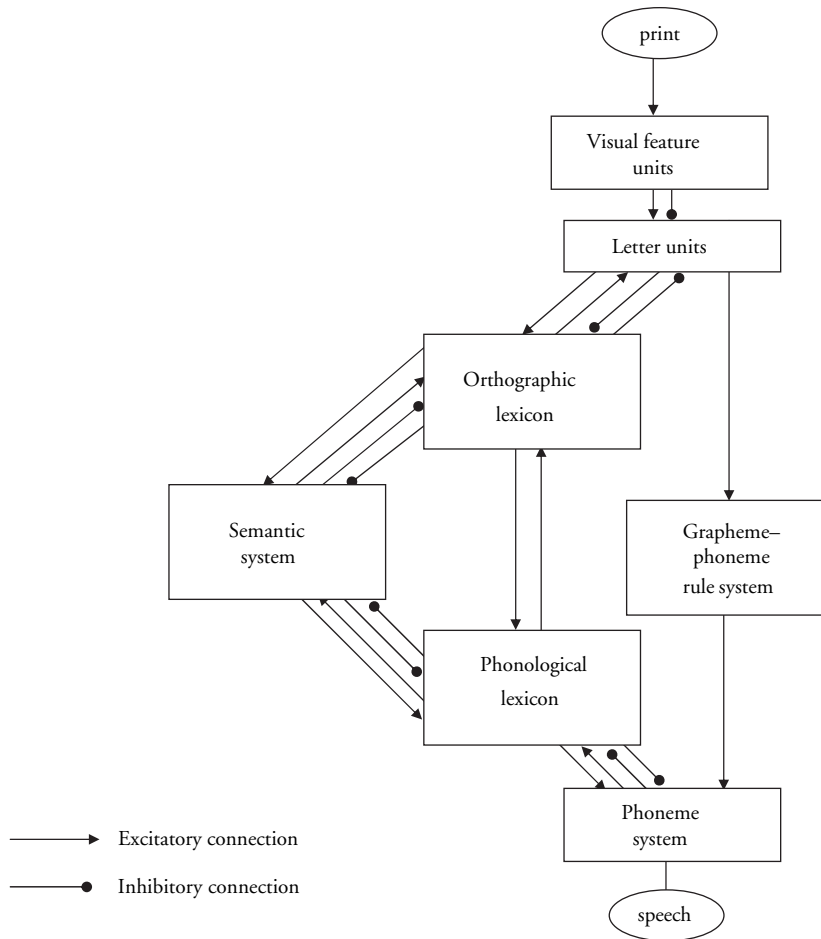 print
Visual feature
units
Letter units
Orthographic
lexicon
Semantic
system
Grapheme–
phoneme
rule system
Phonological
lexicon
Phoneme
system
Excitatory connection
Inhibitory connection
speech